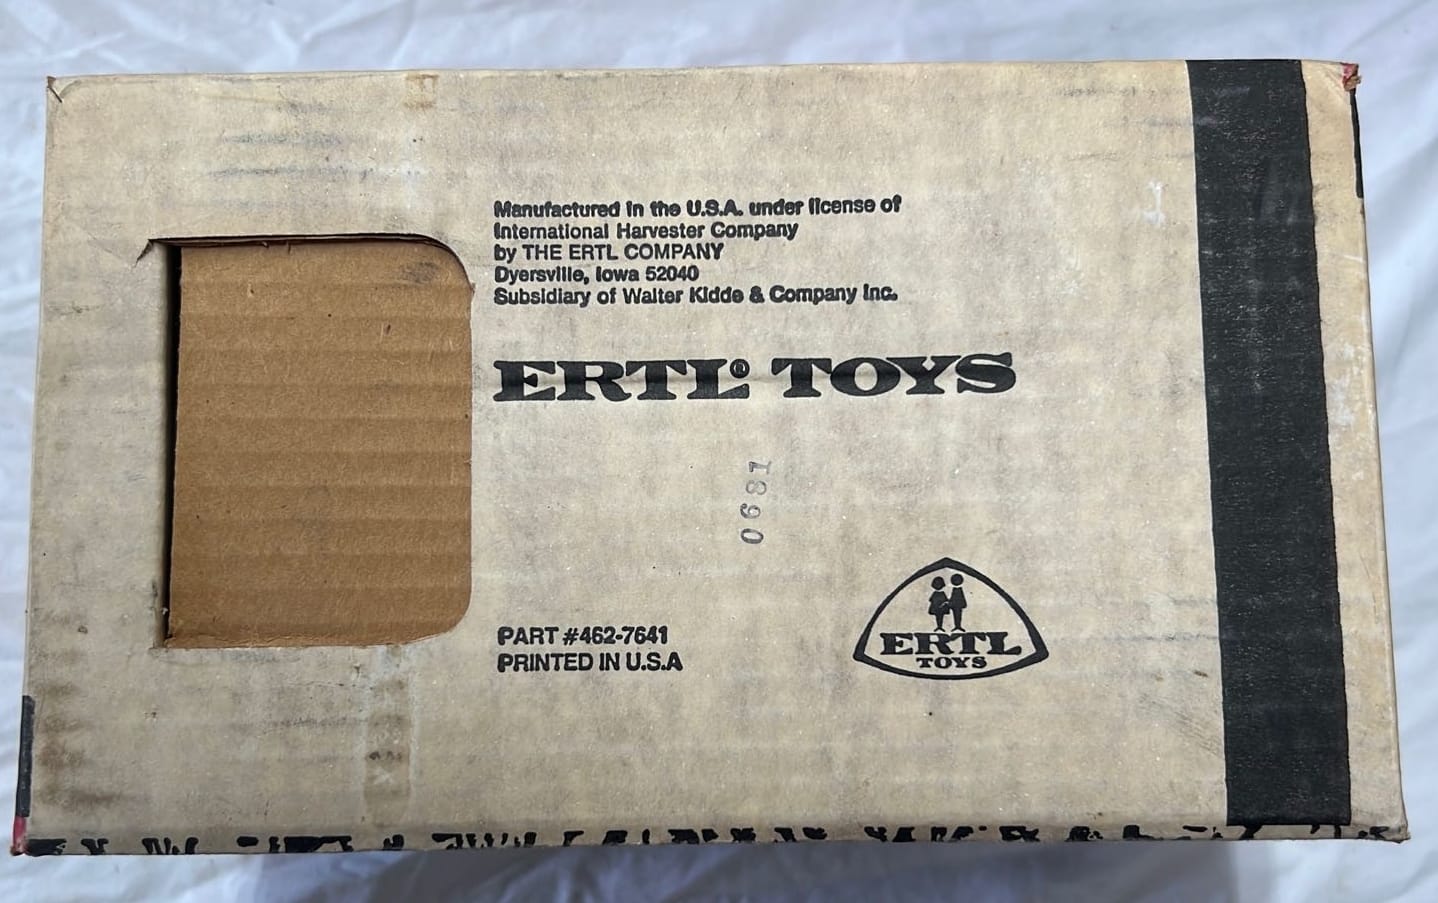 Manufactured in the U.S.A. under license of
International Harvester Company
by THE ERTL COMPANY
Dyersville, Iowa 52040
Subsidiary of Walter Kidde & Company Inc.
ERTL® TOYS
0681
PART #462-7641
PRINTED IN U.S.A
ERTL
TOYS